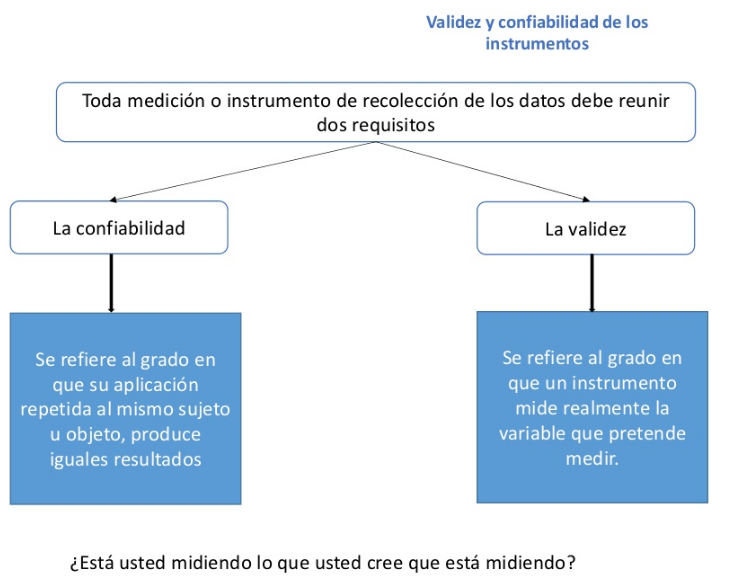 Validez y confiabilidad de los
instrumentos
Toda medición o instrumento de recolección de los datos debe reunir
dos requisitos
La confiabilidad
La validez
Se refiere al grado en
que su aplicación
repetida al mismo sujeto
u objeto, produce
iguales resultados
Se refiere al grado en
que un instrumento
mide realmente la
variable que pretende
medir.
¿Está usted midiendo lo que usted cree que está midiendo?